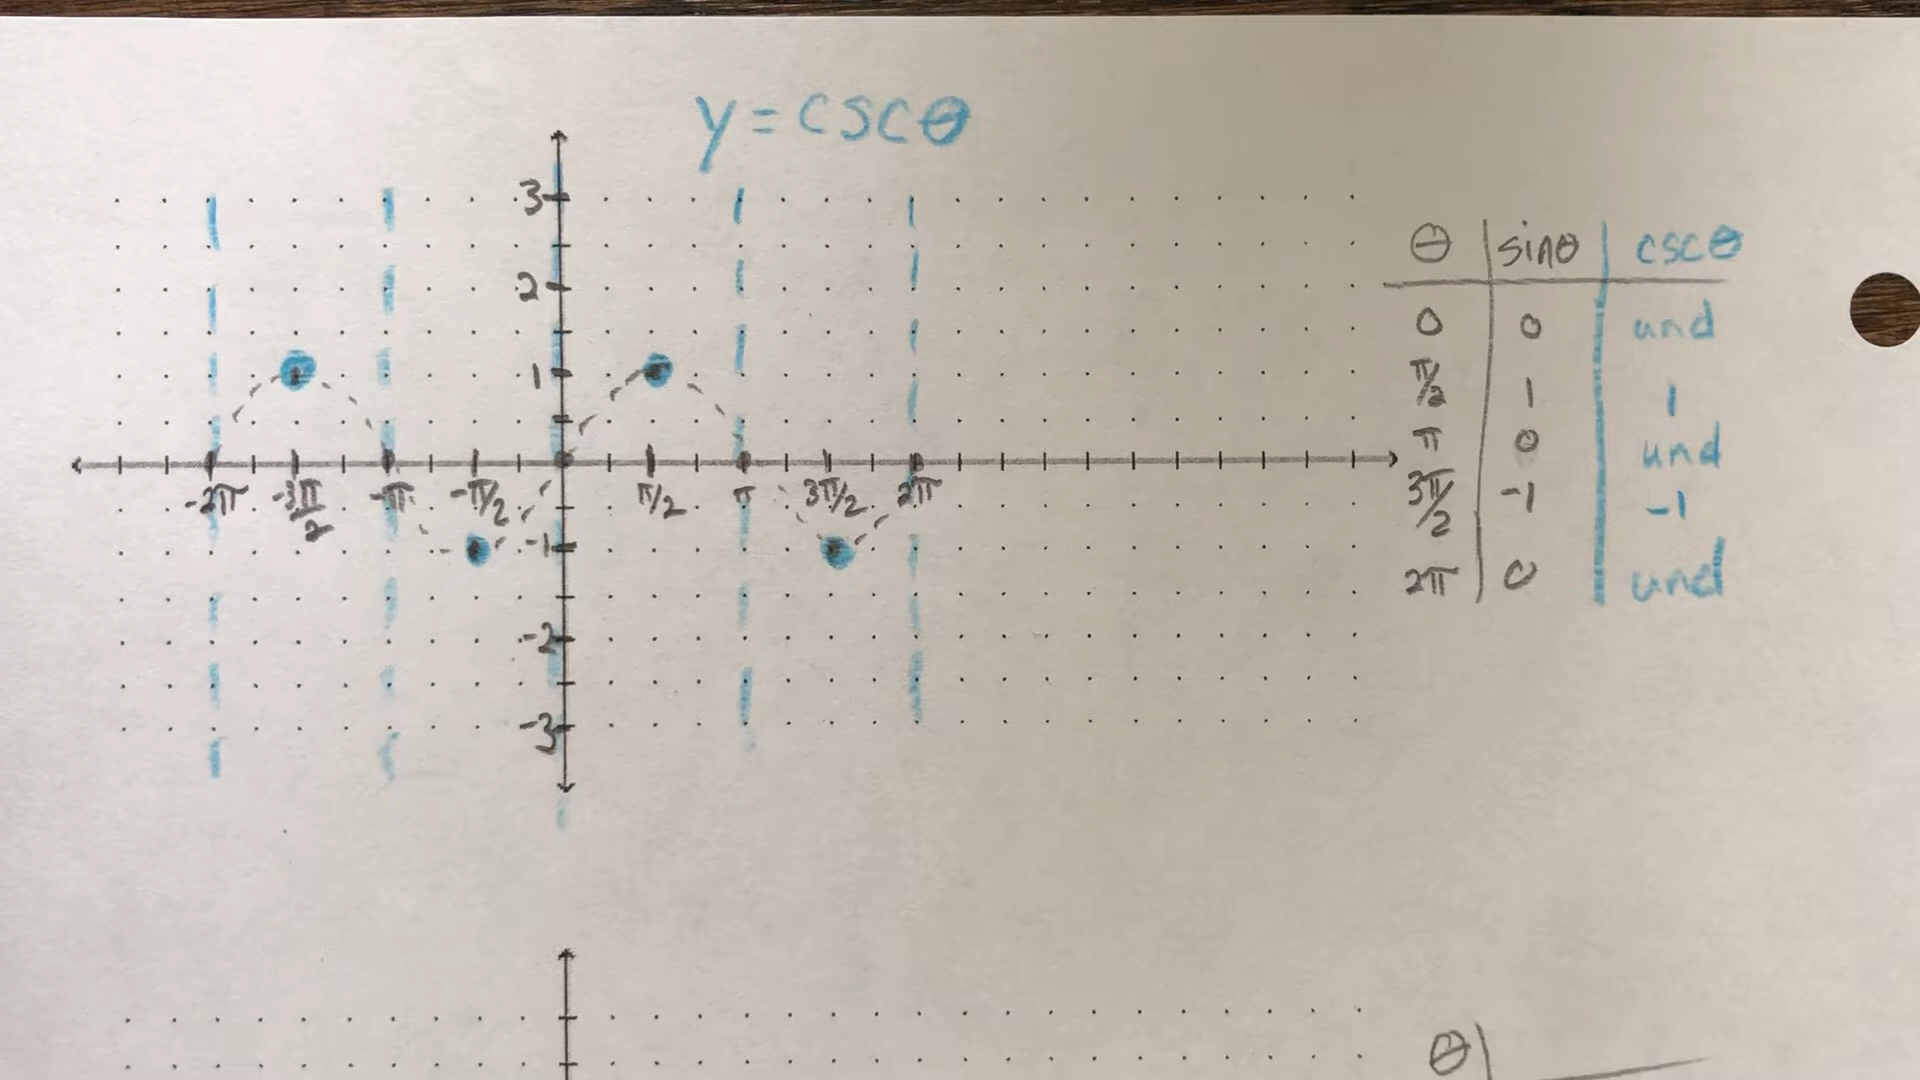 y = cscθ
3
2
1
-2π -3π/2 -π -π/2 π/2 π 3π/2 2π
-1
-2
-3
θ sinθ cscθ
0 0 und
π/2 1 1
π 0 und
3π/2 -1 -1
2π 0 und
θ